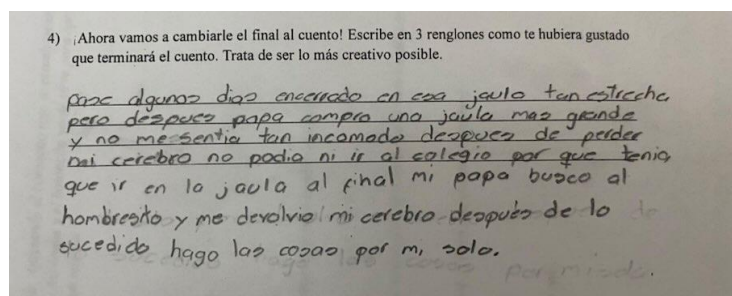 4) ¡Ahora vamos a cambiarle el final al cuento! Escribe en 3 renglones como te hubiera gustado
que terminará el cuento. Trata de ser lo más creativo posible.
pase algunos dias encerrado en esa jaula tan estrecha
pero despues papa compro una jaula mas grande
y no me sentia tan incomodo despues de perder
mi cerebro no podia ni ir al colegio por que tenia
que ir en la jaula al final mi papa busco al
hombresito y me devolvio mi cerebro después de lo
sucedido hago las cosas por mi solo.